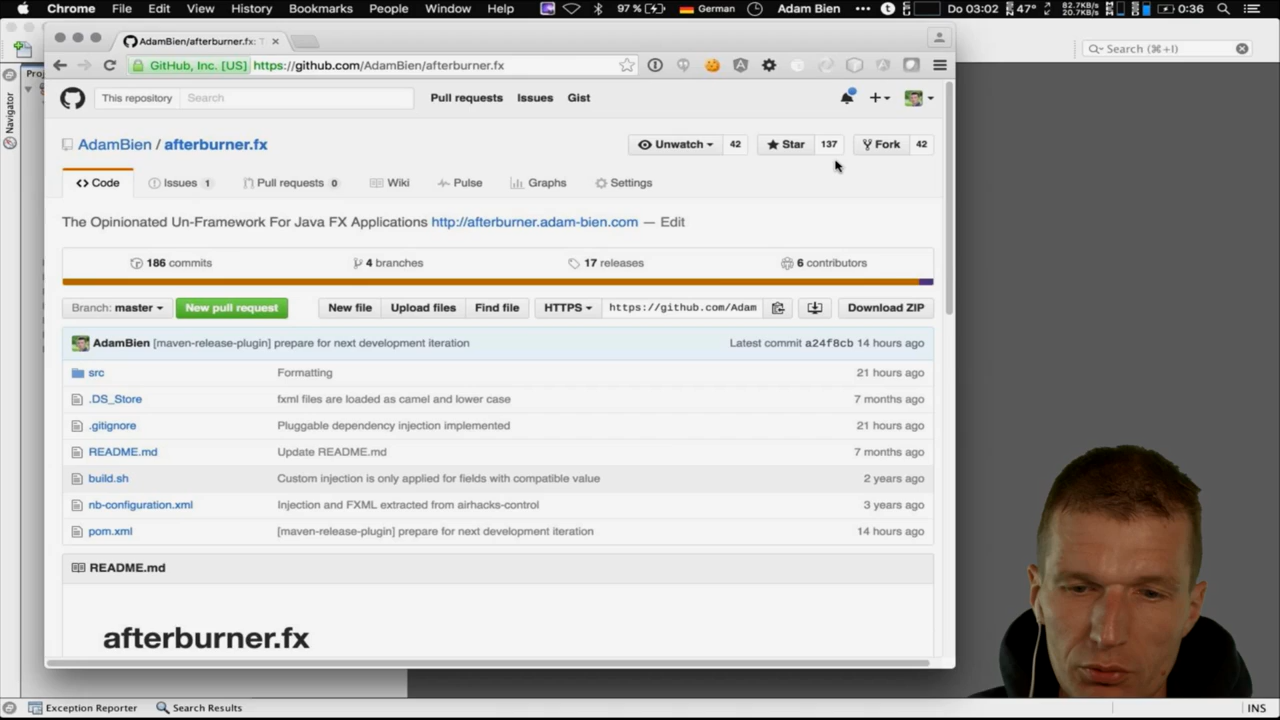 Chrome File Edit View History Bookmarks People Window Help 97 % German Adam Bien Do 03:02 47° 82.7KB/s 20.7KB/s 0:36
Search (⌘+I)
Proj
Navigator
AdamBien/afterburner.fx: T
GitHub, Inc. [US] https://github.com/AdamBien/afterburner.fx
This repository Search Pull requests Issues Gist
AdamBien / afterburner.fx Unwatch 42 Star 137 Fork 42
Code Issues 1 Pull requests 0 Wiki Pulse Graphs Settings
The Opinionated Un-Framework For Java FX Applications http://afterburner.adam-bien.com — Edit
186 commits 4 branches 17 releases 6 contributors
Branch: master New pull request New file Upload files Find file HTTPS https://github.com/Adam Download ZIP
AdamBien [maven-release-plugin] prepare for next development iteration Latest commit a24f8cb 14 hours ago
src Formatting 21 hours ago
.DS_Store fxml files are loaded as camel and lower case 7 months ago
.gitignore Pluggable dependency injection implemented 21 hours ago
README.md Update README.md 7 months ago
build.sh Custom injection is only applied for fields with compatible value 2 years ago
nb-configuration.xml Injection and FXML extracted from airhacks-control 3 years ago
pom.xml [maven-release-plugin] prepare for next development iteration 14 hours ago
README.md
afterburner.fx
Exception Reporter Search Results INS